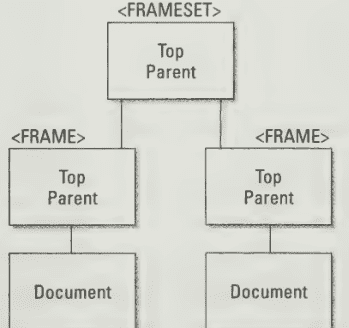 <FRAMESET>
Top
Parent
<FRAME>
<FRAME>
Top
Parent
Top
Parent
Document
Document